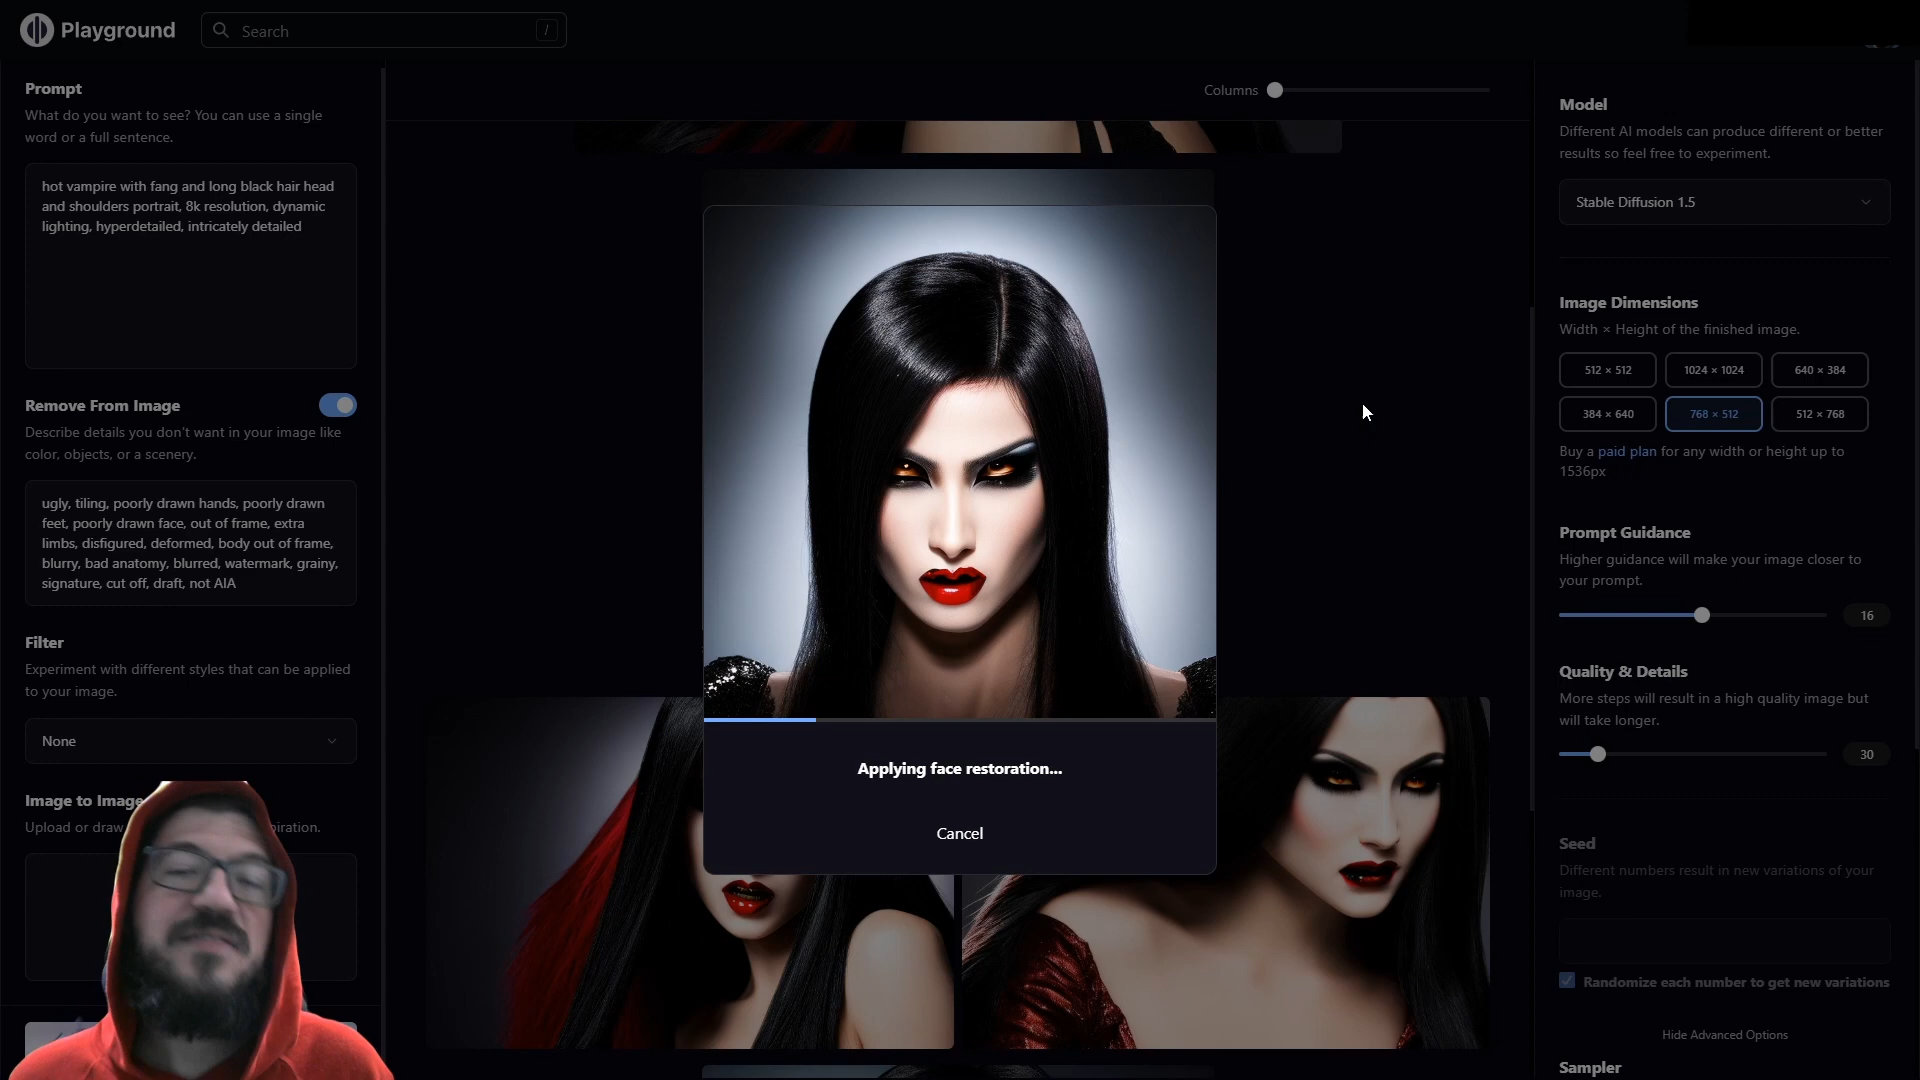 Playground
Search
/
Prompt
What do you want to see? You can use a single
word or a full sentence.
hot vampire with fang and long black hair head
and shoulders portrait, 8k resolution, dynamic
lighting, hyperdetailed, intricately detailed
Remove From Image
Describe details you don't want in your image like
color, objects, or a scenery.
ugly, tiling, poorly drawn hands, poorly drawn
feet, poorly drawn face, out of frame, extra
limbs, disfigured, deformed, body out of frame,
blurry, bad anatomy, blurred, watermark, grainy,
signature, cut off, draft, not AIA
Filter
Experiment with different styles that can be applied
to your image.
None
Image to Image
Upload or draw
Columns
Applying face restoration...
Cancel
Model
Different AI models can produce different or better
results so feel free to experiment.
Stable Diffusion 1.5
Image Dimensions
Width × Height of the finished image.
512 × 512
1024 × 1024
640 × 384
384 × 640
768 × 512
512 × 768
Buy a paid plan for any width or height up to
1536px
Prompt Guidance
Higher guidance will make your image closer to
your prompt.
16
Quality & Details
More steps will result in a high quality image but
will take longer.
30
Seed
Different numbers result in new variations of your
image.
Randomize each number to get new variations
Hide Advanced Options
Sampler